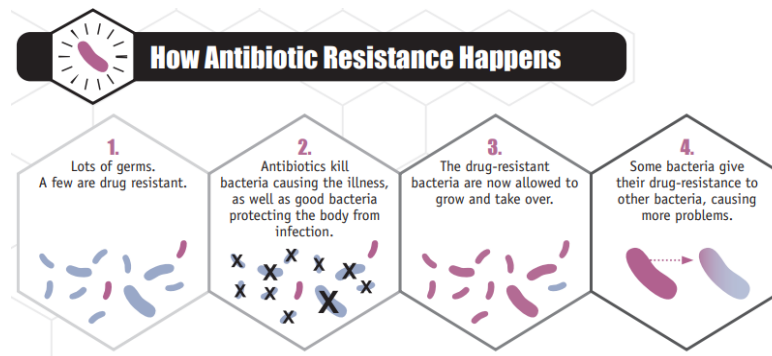 How Antibiotic Resistance Happens
1.
Lots of germs.
A few are drug resistant.
2.
Antibiotics kill
bacteria causing the illness,
as well as good bacteria
protecting the body from
infection.
3.
The drug-resistant
bacteria are now allowed to
grow and take over.
4.
Some bacteria give
their drug-resistance to
other bacteria, causing
more problems.